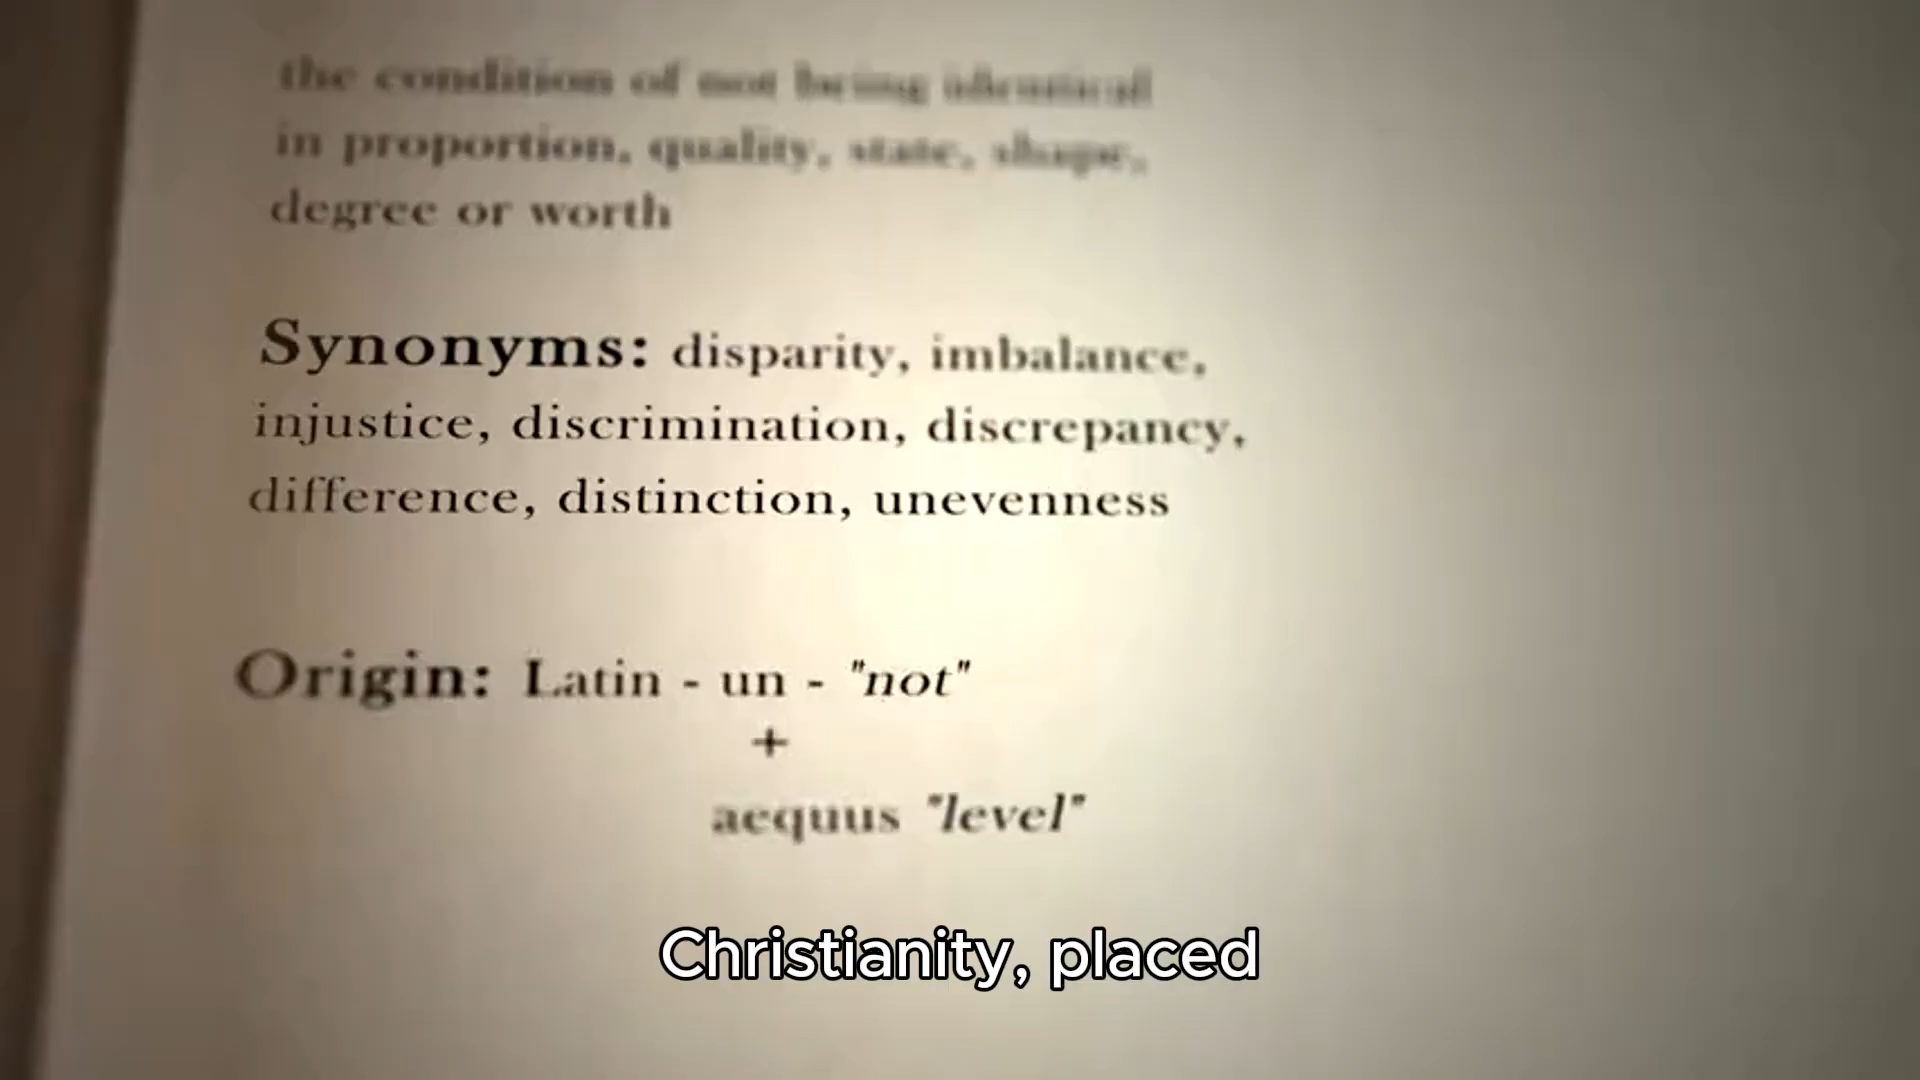 the condition of not being identical
in proportion, quality, state, shape,
degree or worth
Synonyms: disparity, imbalance,
injustice, discrimination, discrepancy,
difference, distinction, unevenness
Origin: Latin - un - "not"
+
aequus "level"
Christianity, placed